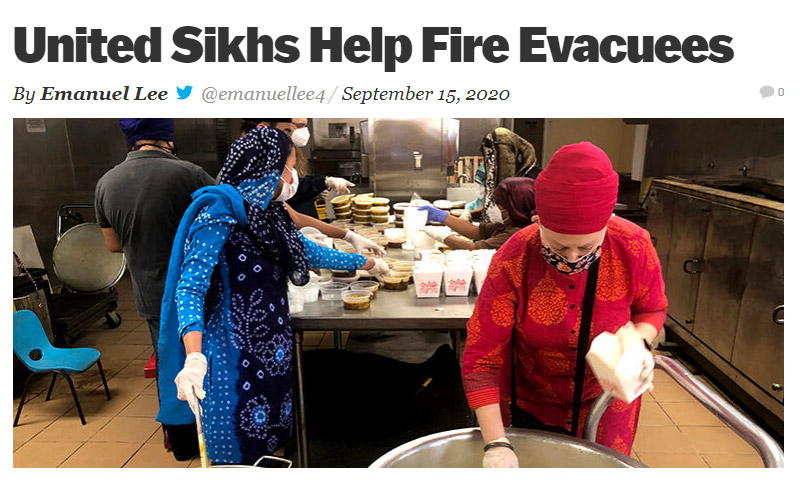 United Sikhs Help Fire Evacuees
By Emanuel Lee @emanuellee4 / September 15, 2020
0